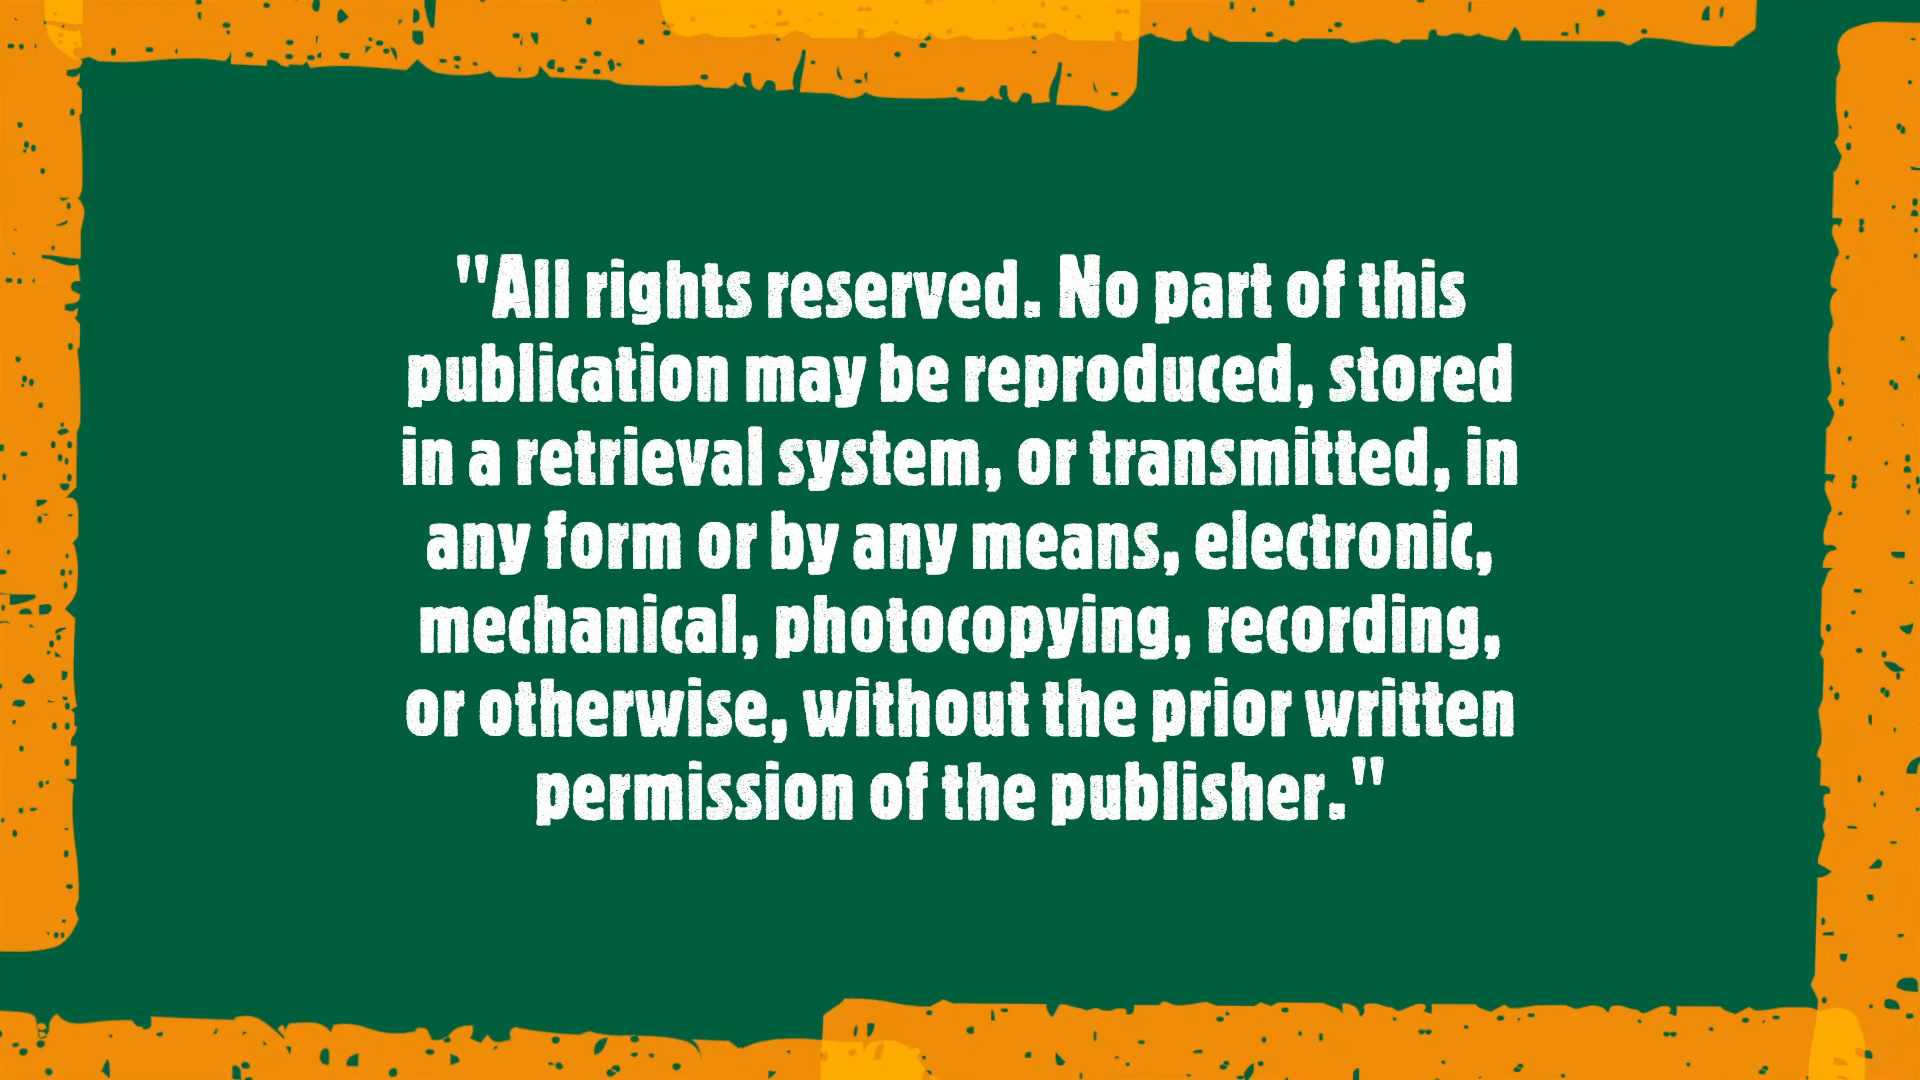 "All rights reserved. No part of this
publication may be reproduced, stored
in a retrieval system, or transmitted, in
any form or by any means, electronic,
mechanical, photocopying, recording,
or otherwise, without the prior written
permission of the publisher."